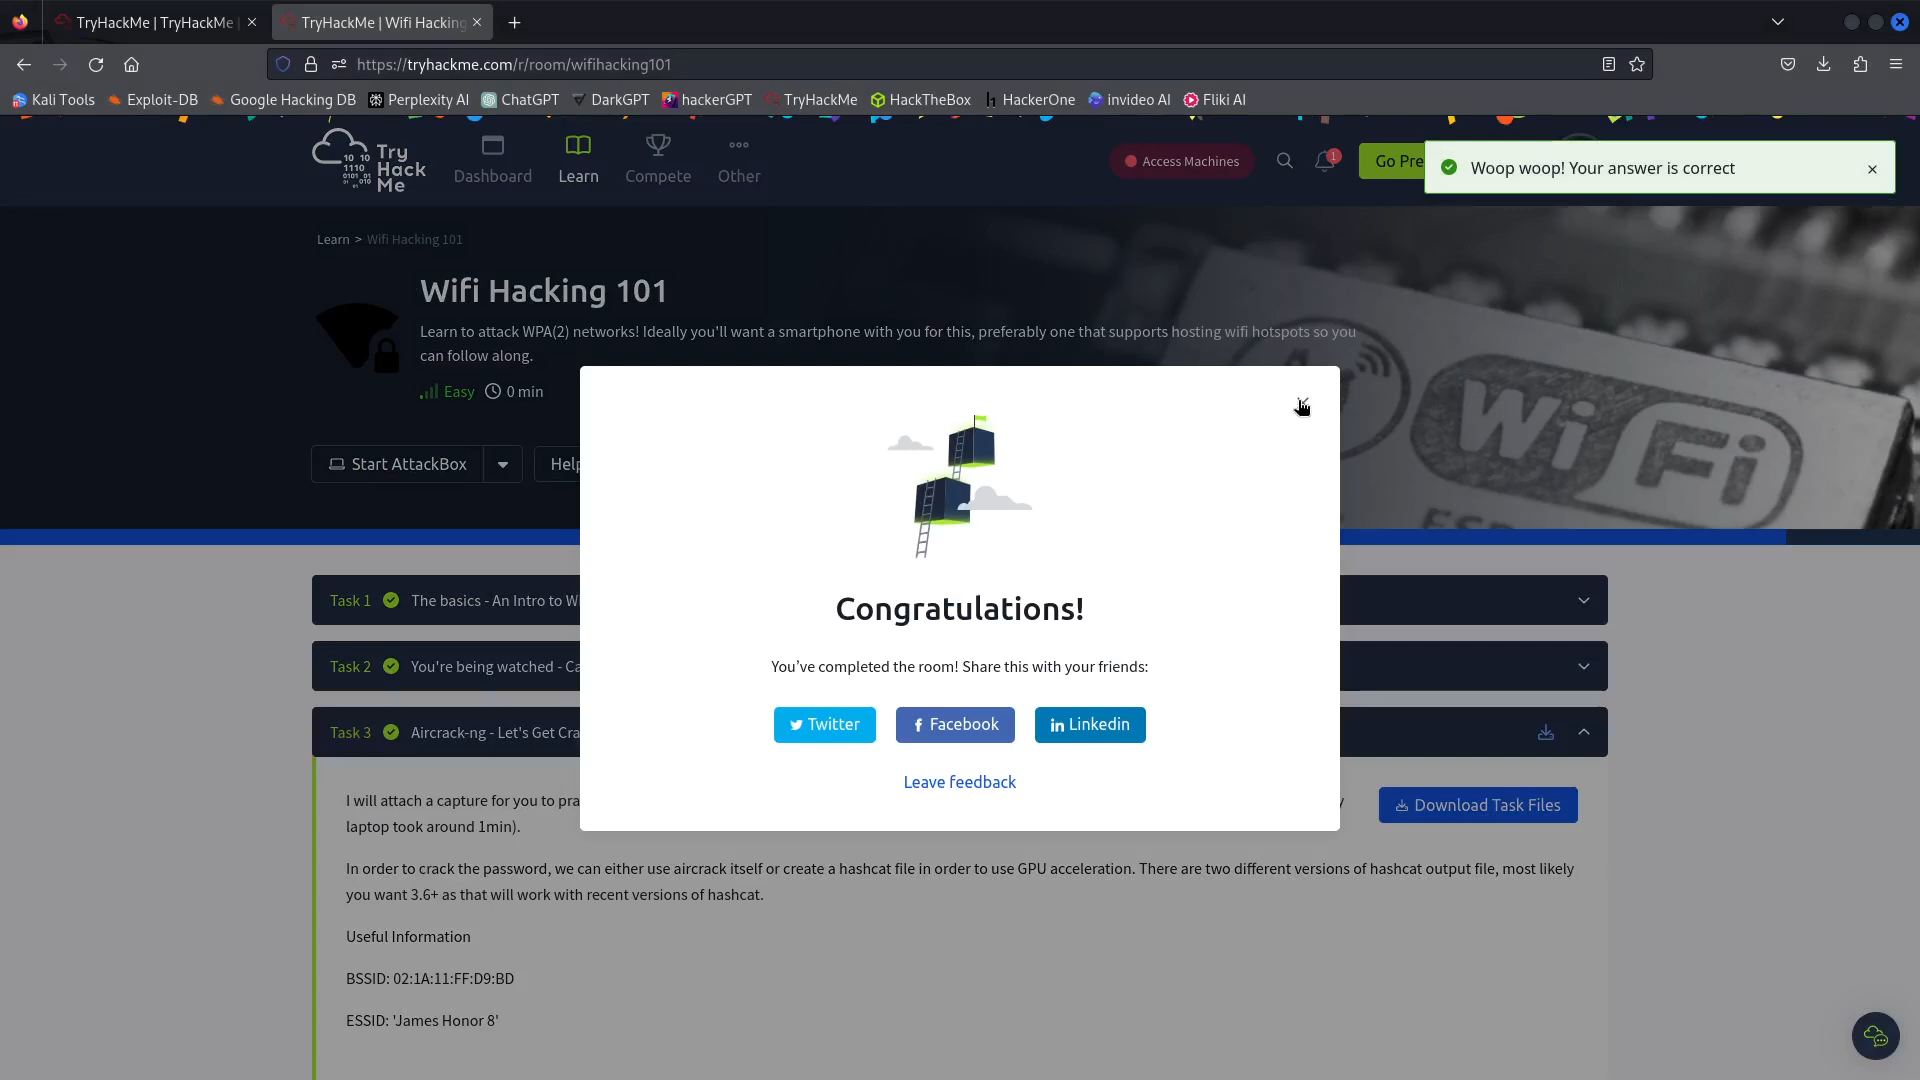 TryHackMe | TryHackMe
TryHackMe | Wifi Hacking
https://tryhackme.com/r/room/wifihacking101
Kali Tools
Exploit-DB
Google Hacking DB
Perplexity AI
ChatGPT
DarkGPT
hackerGPT
TryHackMe
HackTheBox
HackerOne
invideo AI
Fliki AI
Try
Hack
Me
Dashboard
Learn
Compete
Other
Access Machines
1
Go Pre
Woop woop! Your answer is correct
Learn > Wifi Hacking 101
Wifi Hacking 101
Learn to attack WPA(2) networks! Ideally you'll want a smartphone with you for this, preferably one that supports hosting wifi hotspots so you
can follow along.
Easy
0 min
Start AttackBox
Help
WiFi
Congratulations!
You've completed the room! Share this with your friends:
Twitter
Facebook
Linkedin
Leave feedback
Task 1
The basics - An Intro to W
Task 2
You're being watched - Ca
Task 3
Aircrack-ng - Let's Get Cra
I will attach a capture for you to pra
laptop took around 1min).
Download Task Files
In order to crack the password, we can either use aircrack itself or create a hashcat file in order to use GPU acceleration. There are two different versions of hashcat output file, most likely
you want 3.6+ as that will work with recent versions of hashcat.
Useful Information
BSSID: 02:1A:11:FF:D9:BD
ESSID: 'James Honor 8'